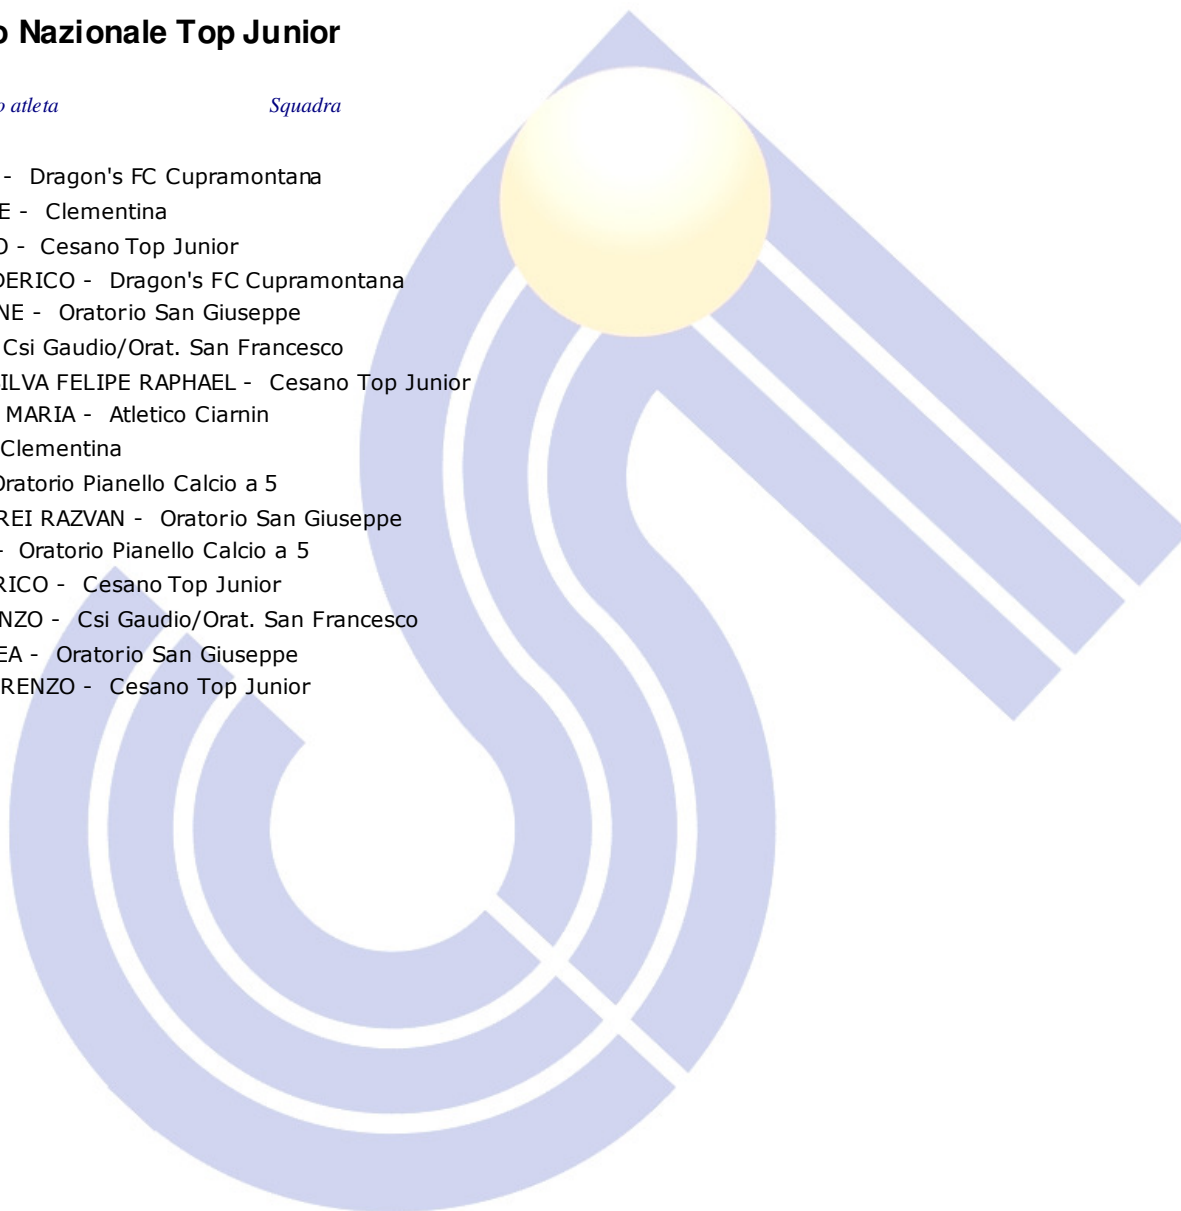 o Nazionale Top Junior
o atleta Squadra
- Dragon's FC Cupramontana
E - Clementina
O - Cesano Top Junior
DERICO - Dragon's FC Cupramontana
NE - Oratorio San Giuseppe
Csi Gaudio/Orat. San Francesco
SILVA FELIPE RAPHAEL - Cesano Top Junior
MARIA - Atletico Ciarnin
Clementina
Oratorio Pianello Calcio a 5
REI RAZVAN - Oratorio San Giuseppe
- Oratorio Pianello Calcio a 5
RICO - Cesano Top Junior
NZO - Csi Gaudio/Orat. San Francesco
EA - Oratorio San Giuseppe
RENZO - Cesano Top Junior